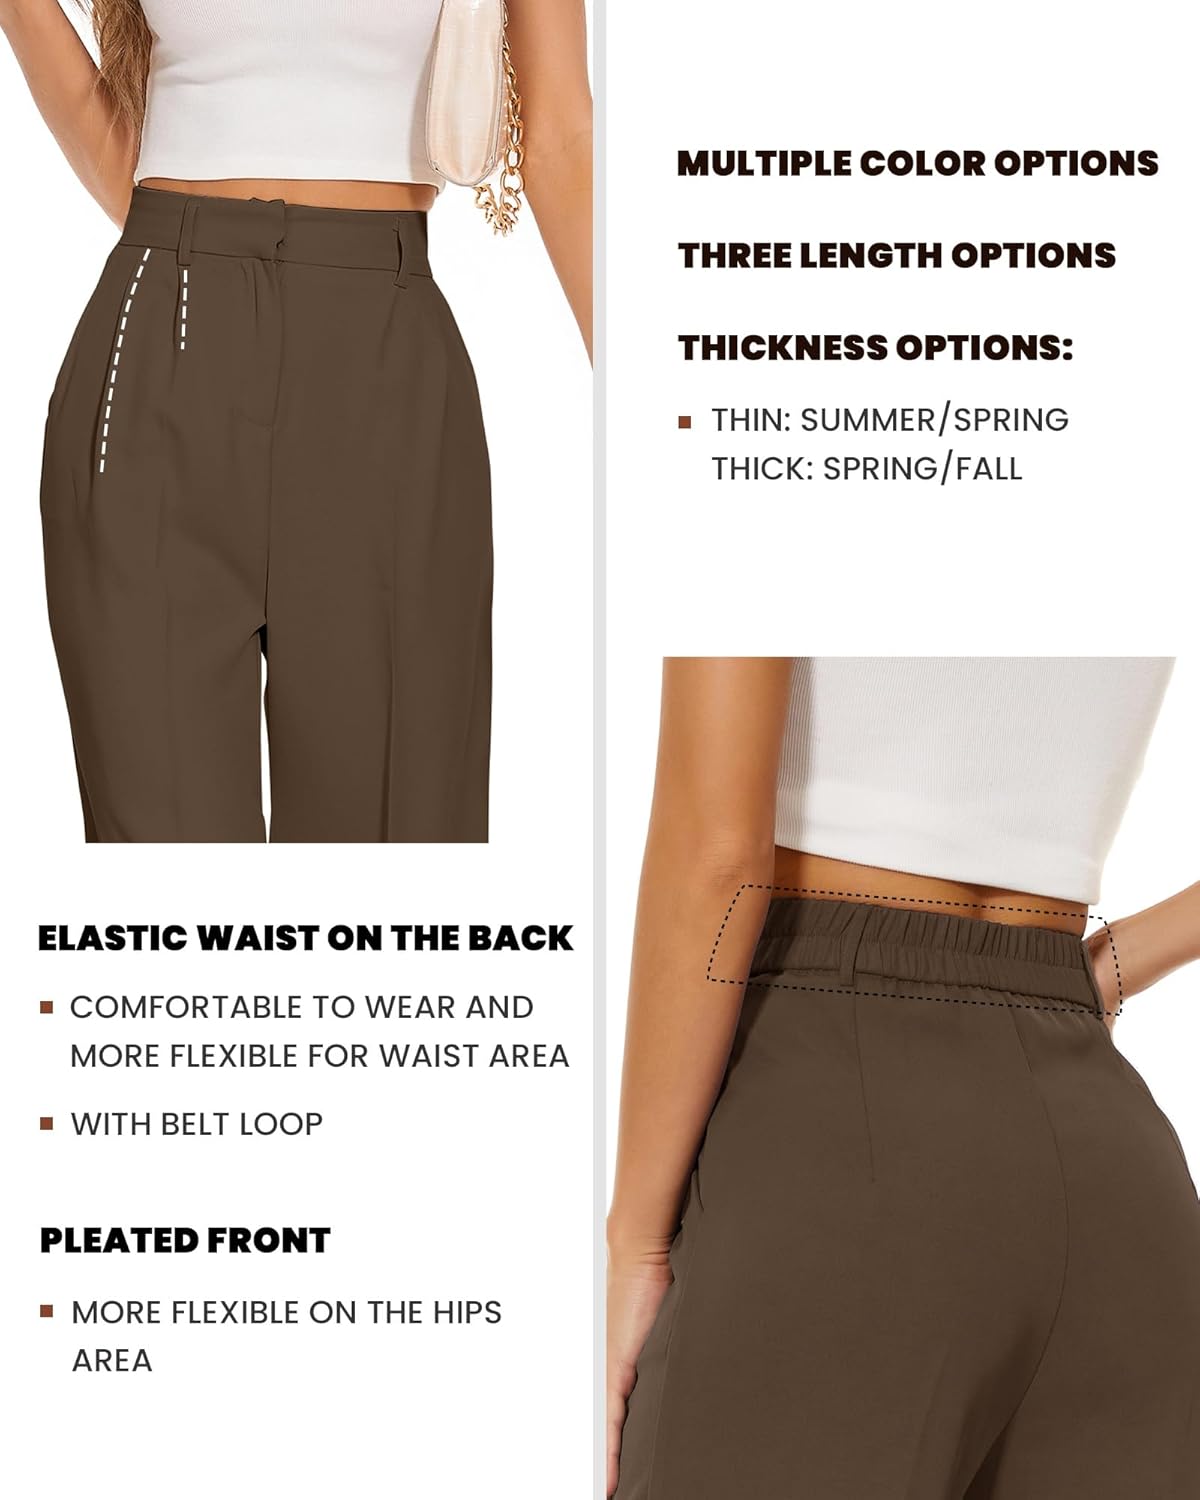 MULTIPLE COLOR OPTIONS
THREE LENGTH OPTIONS
THICKNESS OPTIONS:
THIN: SUMMER/SPRING
THICK: SPRING/FALL
ELASTIC WAIST ON THE BACK
COMFORTABLE TO WEAR AND
MORE FLEXIBLE FOR WAIST AREA
WITH BELT LOOP
PLEATED FRONT
MORE FLEXIBLE ON THE HIPS
AREA